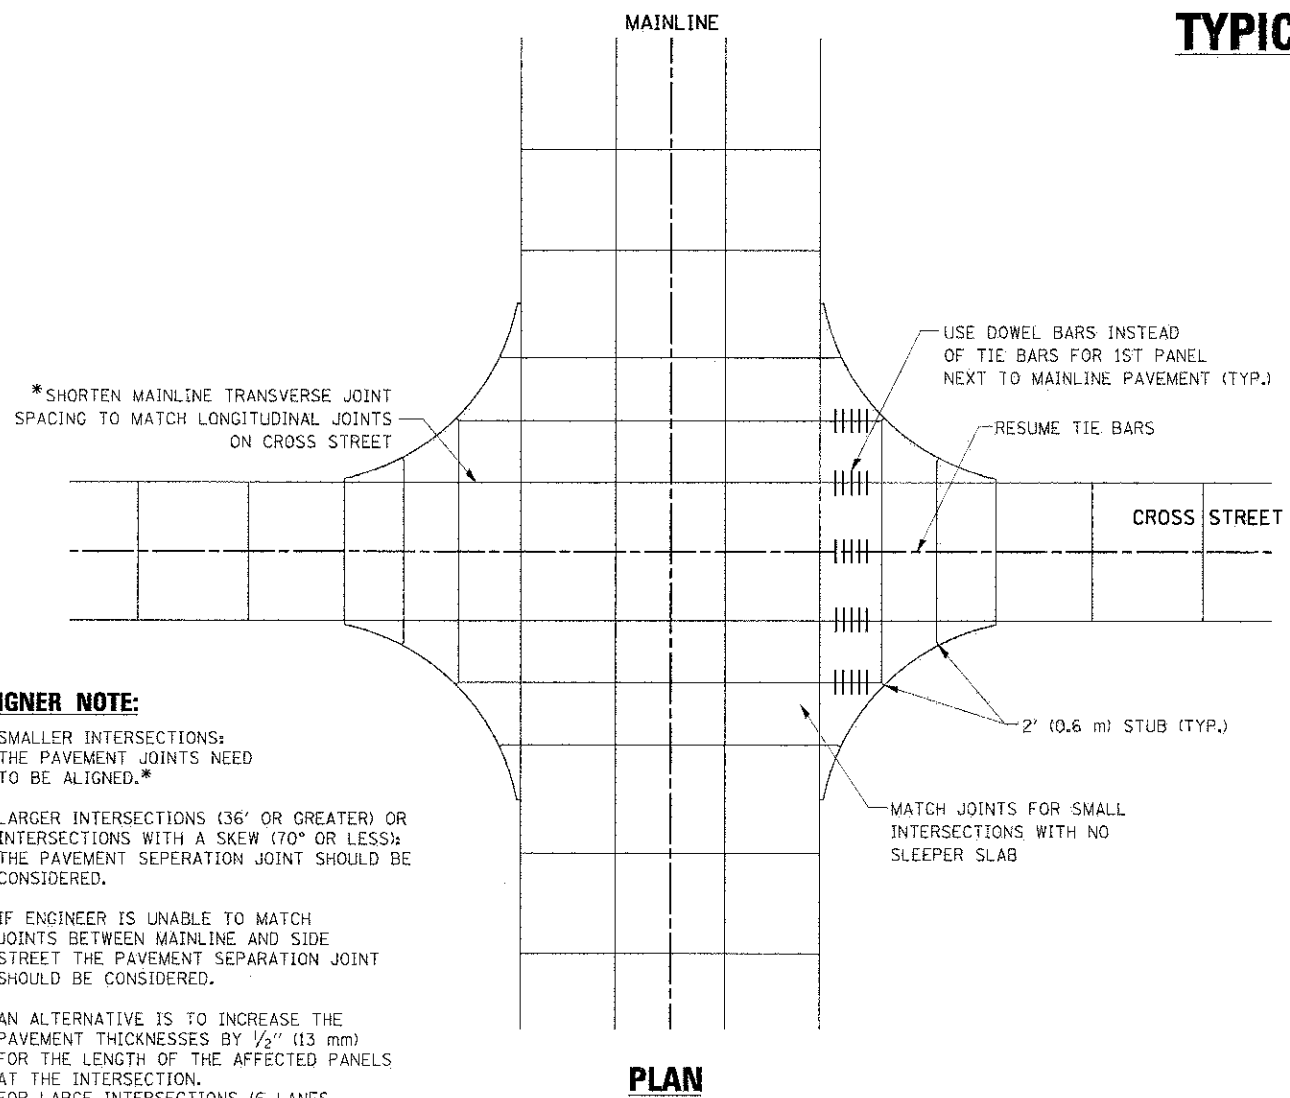 MAINLINE
TYPIC
USE DOWEL BARS INSTEAD
OF TIE BARS FOR 1ST PANEL
NEXT TO MAINLINE PAVEMENT (TYP.)
*SHORTEN MAINLINE TRANSVERSE JOINT
SPACING TO MATCH LONGITUDINAL JOINTS
ON CROSS STREET
RESUME TIE BARS
CROSS STREET
IGNER NOTE:
SMALLER INTERSECTIONS:
THE PAVEMENT JOINTS NEED
TO BE ALIGNED.*
LARGER INTERSECTIONS (36' OR GREATER) OR
INTERSECTIONS WITH A SKEW (70° OR LESS):
THE PAVEMENT SEPERATION JOINT SHOULD BE
CONSIDERED.
IF ENGINEER IS UNABLE TO MATCH
JOINTS BETWEEN MAINLINE AND SIDE
STREET THE PAVEMENT SEPARATION JOINT
SHOULD BE CONSIDERED.
AN ALTERNATIVE IS TO INCREASE THE
PAVEMENT THICKNESSES BY 1/2" (13 mm)
FOR THE LENGTH OF THE AFFECTED PANELS
AT THE INTERSECTION.
FOR LARGE INTERSECTIONS (6 LANES
2' (0.6 m) STUB (TYP.)
MATCH JOINTS FOR SMALL
INTERSECTIONS WITH NO
SLEEPER SLAB
PLAN